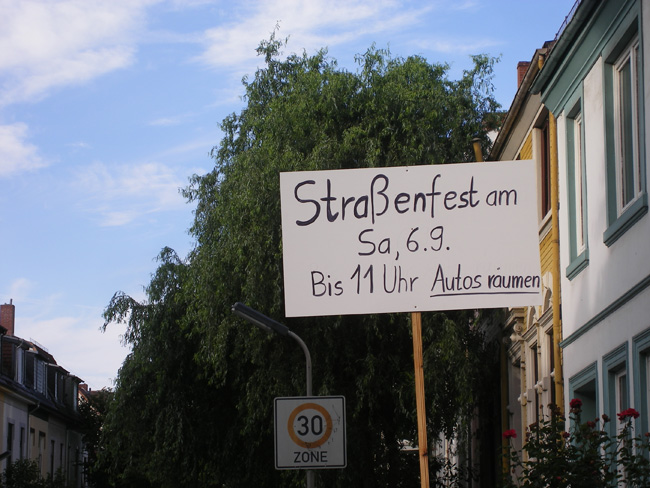 Straßenfest am
Sa, 6.9.
Bis 11 Uhr Autos räumen
30
ZONE